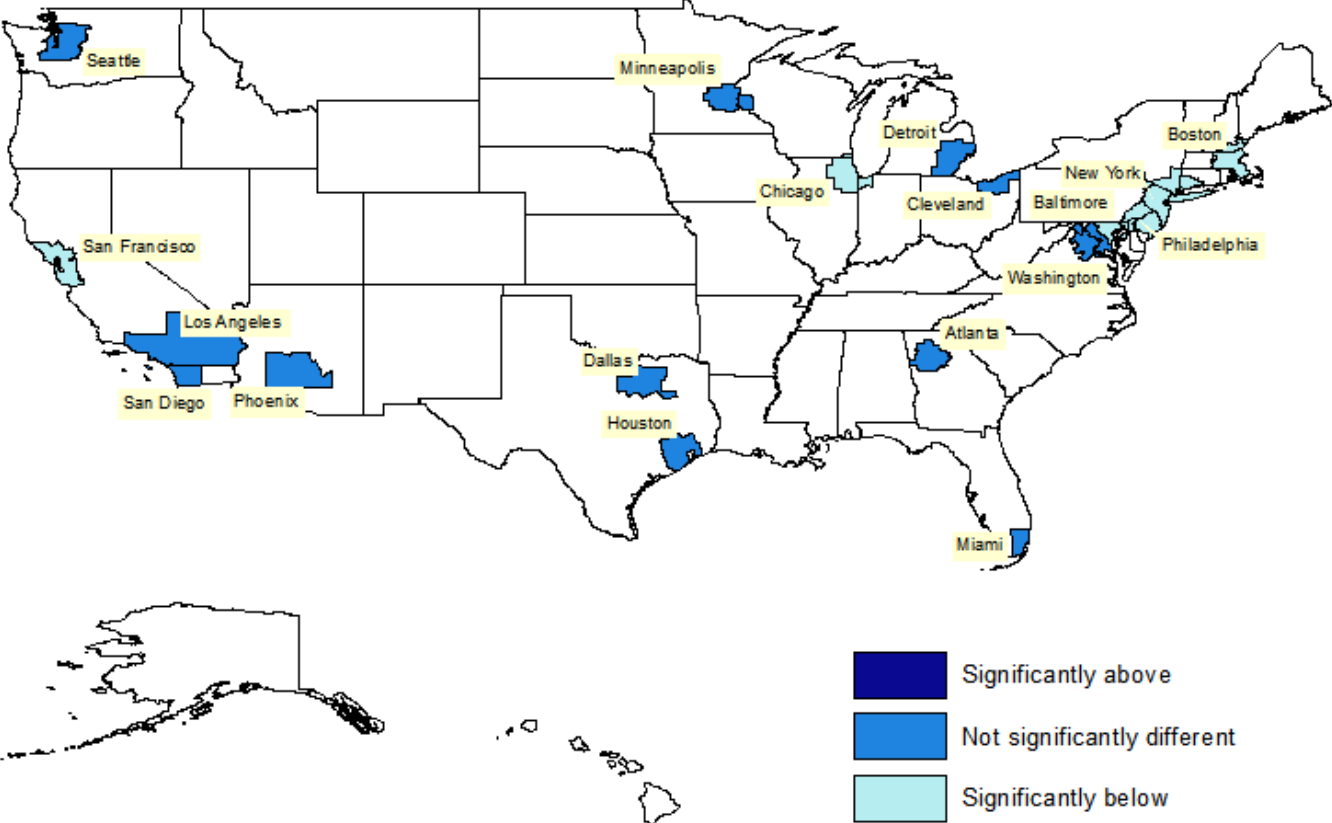 Seattle
Minneapolis
Detroit
Boston
New York
Chicago
Cleveland
Baltimore
San Francisco
Philadelphia
Washington
Los Angeles
Atlanta
Dallas
San Diego
Phoenix
Houston
Miami
Significantly above
Not significantly different
Significantly below